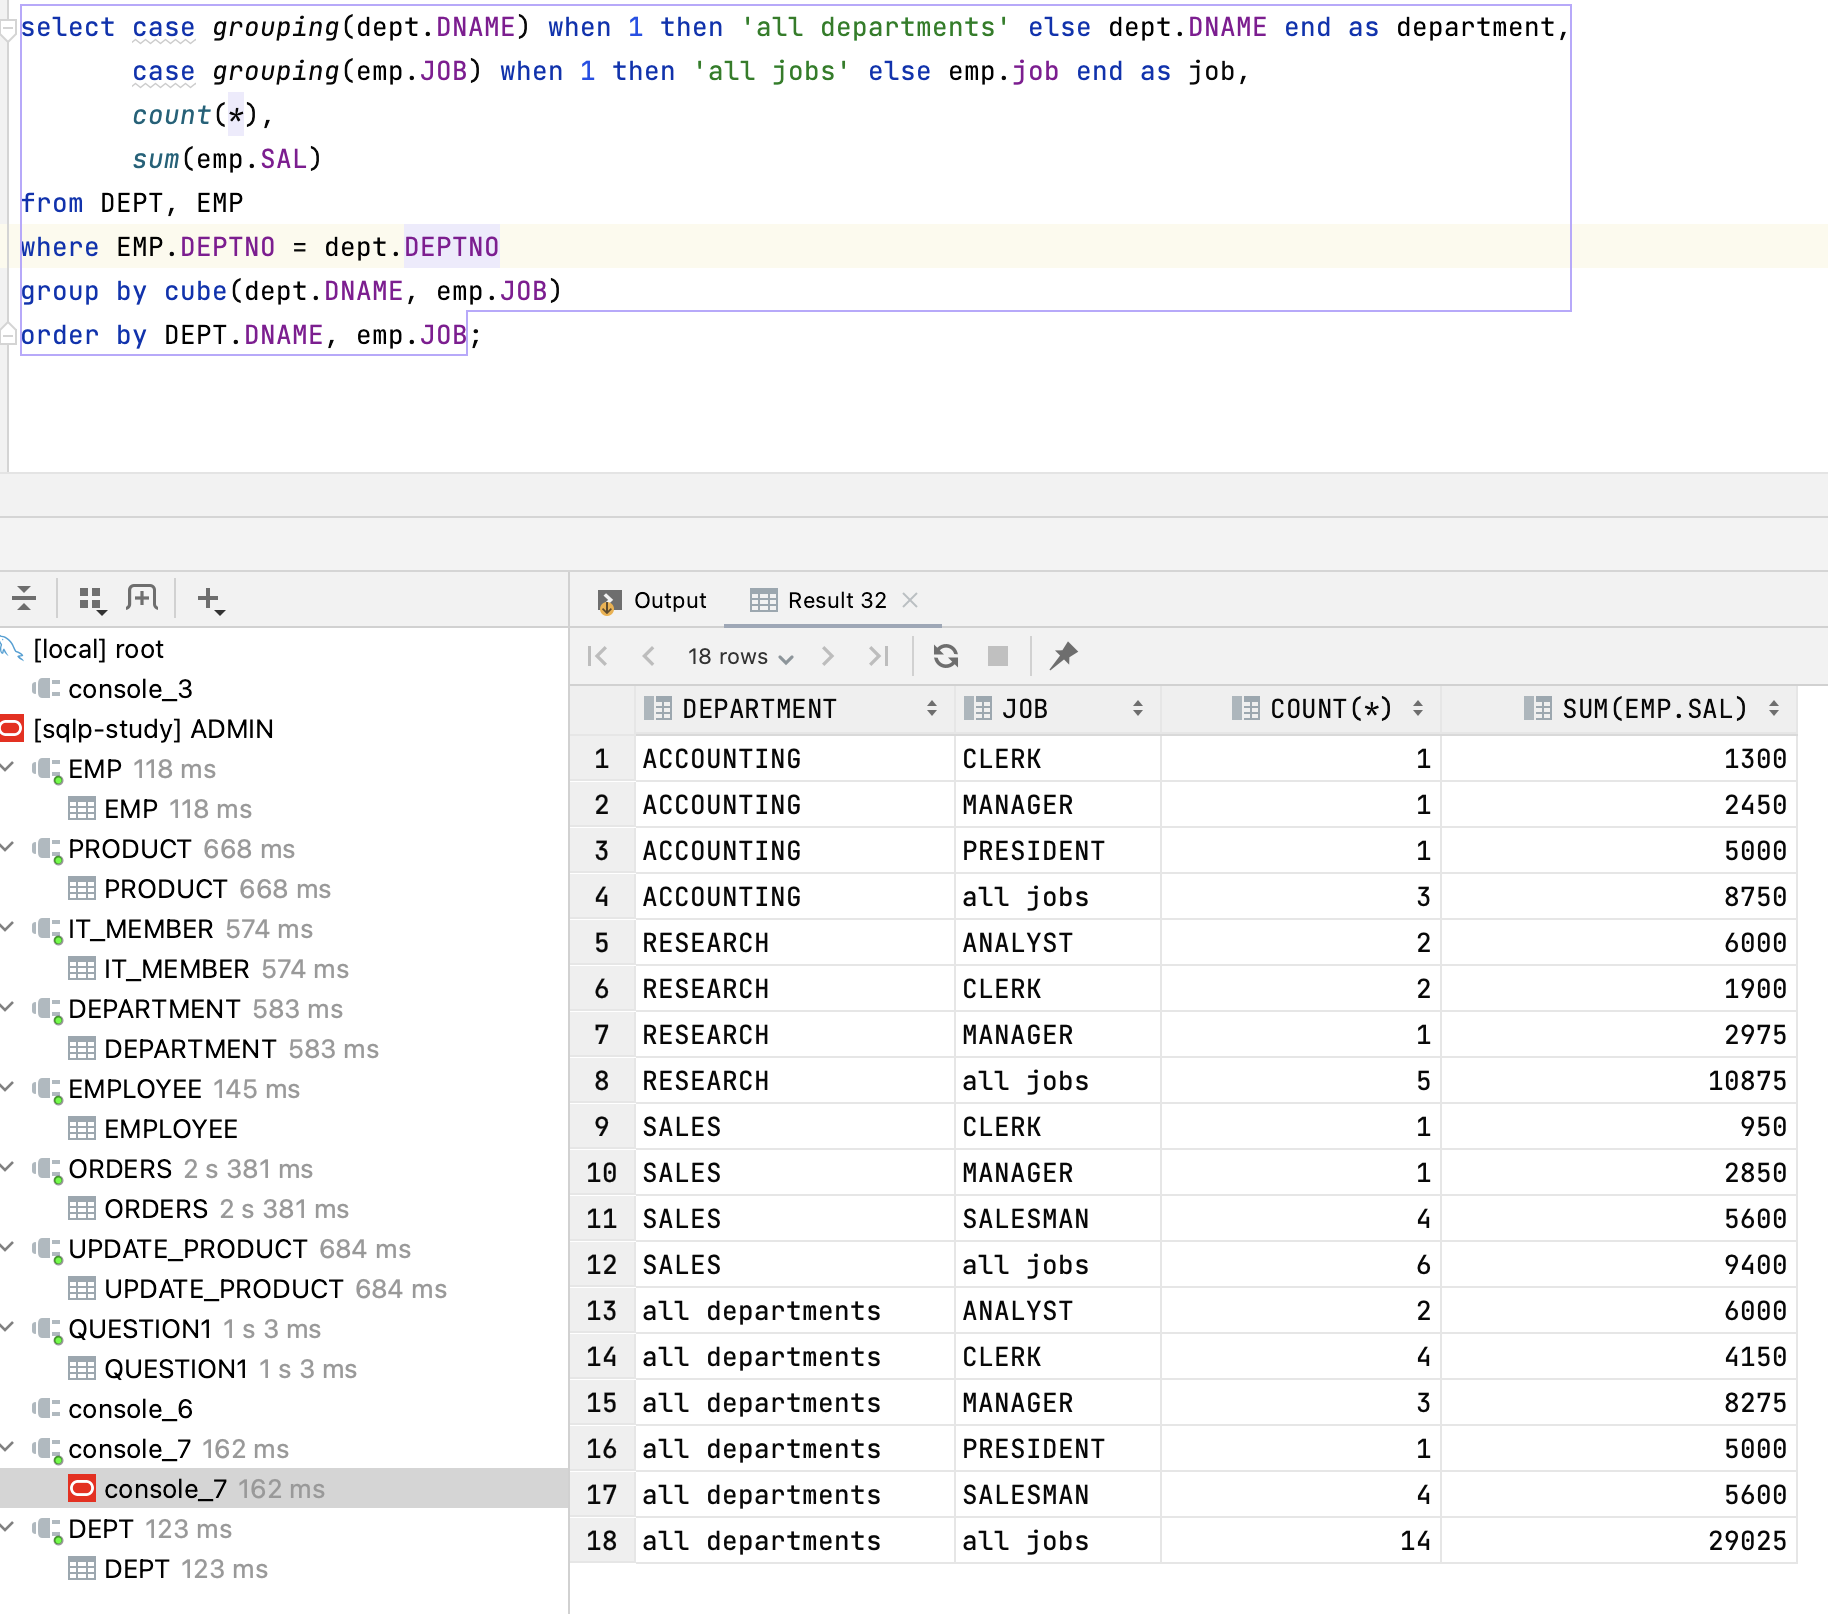 select case grouping(dept.DNAME) when 1 then 'all departments' else dept.DNAME end as department,
case grouping(emp.JOB) when 1 then 'all jobs' else emp.job end as job,
count(*),
sum(emp.SAL)
from DEPT, EMP
where EMP.DEPTNO = dept.DEPTNO
group by cube(dept.DNAME, emp.JOB)
order by DEPT.DNAME, emp.JOB;
[local] root
console_3
[sqlp-study] ADMIN
EMP 118 ms
EMP 118 ms
PRODUCT 668 ms
PRODUCT 668 ms
IT_MEMBER 574 ms
IT_MEMBER 574 ms
DEPARTMENT 583 ms
DEPARTMENT 583 ms
EMPLOYEE 145 ms
EMPLOYEE
ORDERS 2 s 381 ms
ORDERS 2 s 381 ms
UPDATE_PRODUCT 684 ms
UPDATE_PRODUCT 684 ms
QUESTION1 1 s 3 ms
QUESTION1 1 s 3 ms
console_6
console_7 162 ms
console_7 162 ms
DEPT 123 ms
DEPT 123 ms
Output Result 32
18 rows
DEPARTMENT JOB COUNT(*) SUM(EMP.SAL)
1 ACCOUNTING CLERK 1 1300
2 ACCOUNTING MANAGER 1 2450
3 ACCOUNTING PRESIDENT 1 5000
4 ACCOUNTING all jobs 3 8750
5 RESEARCH ANALYST 2 6000
6 RESEARCH CLERK 2 1900
7 RESEARCH MANAGER 1 2975
8 RESEARCH all jobs 5 10875
9 SALES CLERK 1 950
10 SALES MANAGER 1 2850
11 SALES SALESMAN 4 5600
12 SALES all jobs 6 9400
13 all departments ANALYST 2 6000
14 all departments CLERK 4 4150
15 all departments MANAGER 3 8275
16 all departments PRESIDENT 1 5000
17 all departments SALESMAN 4 5600
18 all departments all jobs 14 29025